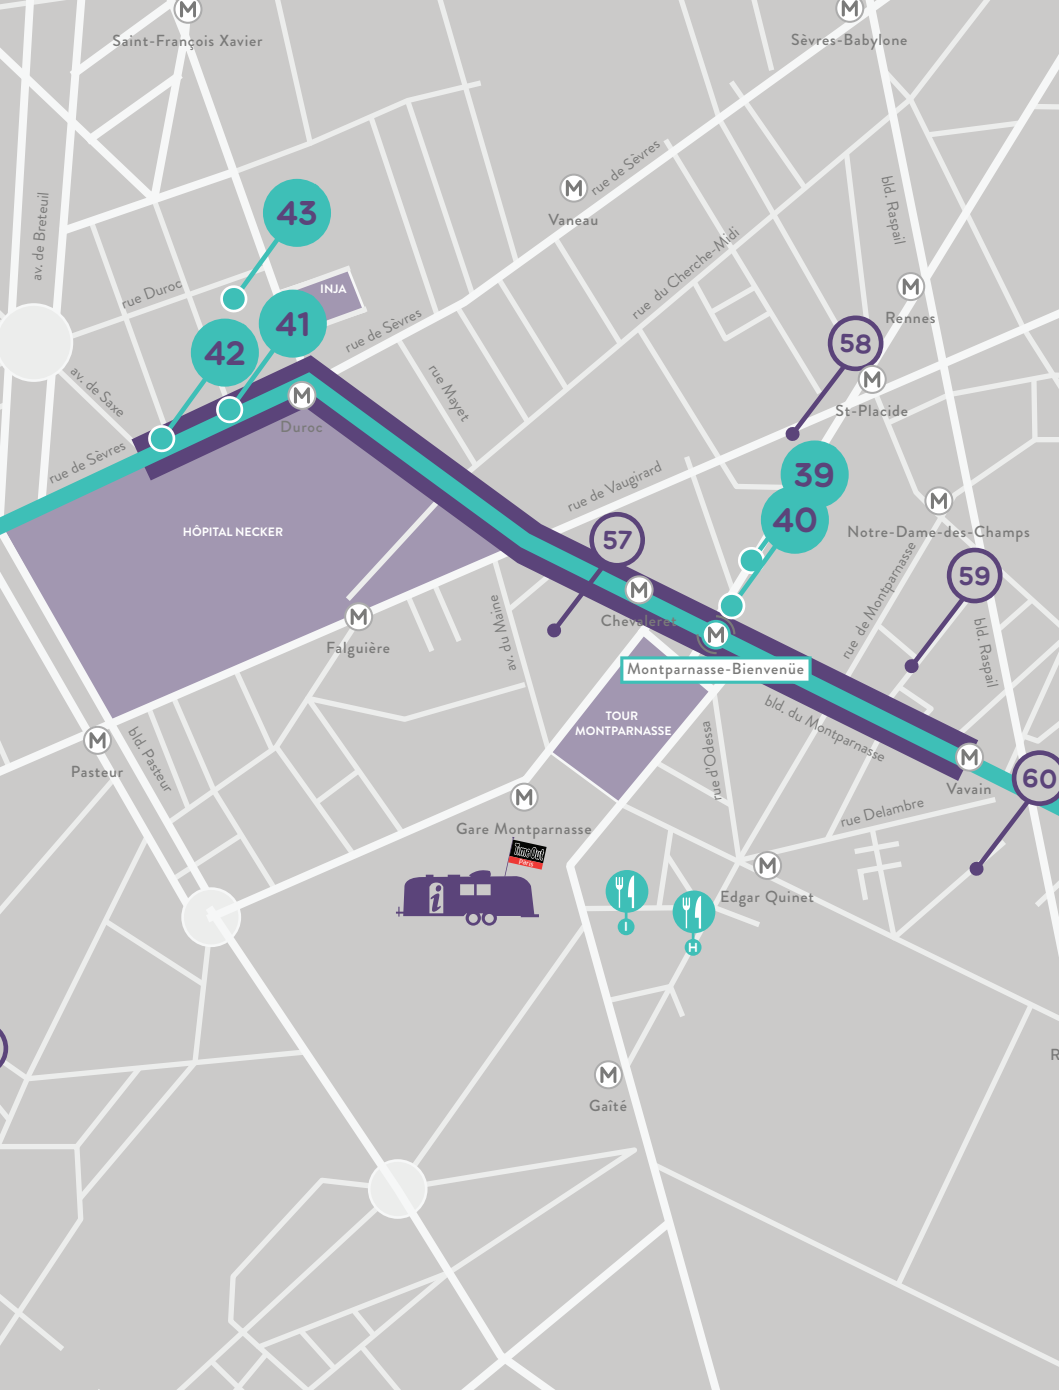 M
Saint-François Xavier
M
Sèvres-Babylone
M
Vaneau
rue de Sèvres
bld. Raspail
av. de Breteuil
43
rue du Cherche-Midi
rue Duroc
INJA
M
Rennes
41
42
rue de Sèvres
58
M
St-Placide
av. de Saxe
rue Mayet
M
Duroc
rue de Sèvres
39
rue de Vaugirard
40
M
Notre-Dame-des-Champs
HÔPITAL NECKER
57
59
M
Chevaleret
rue de Montparnasse
M
Falguière
av. du Maine
M
Montparnasse-Bienvenüe
bld. Raspail
TOUR
MONTPARNASSE
bld. du Montparnasse
M
Pasteur
bld. Pasteur
rue d'Odessa
M
Vavain
60
M
Gare Montparnasse
rue Delambre
Time Out
Paris
i
M
Edgar Quinet
I
H
M
Gaîté
R